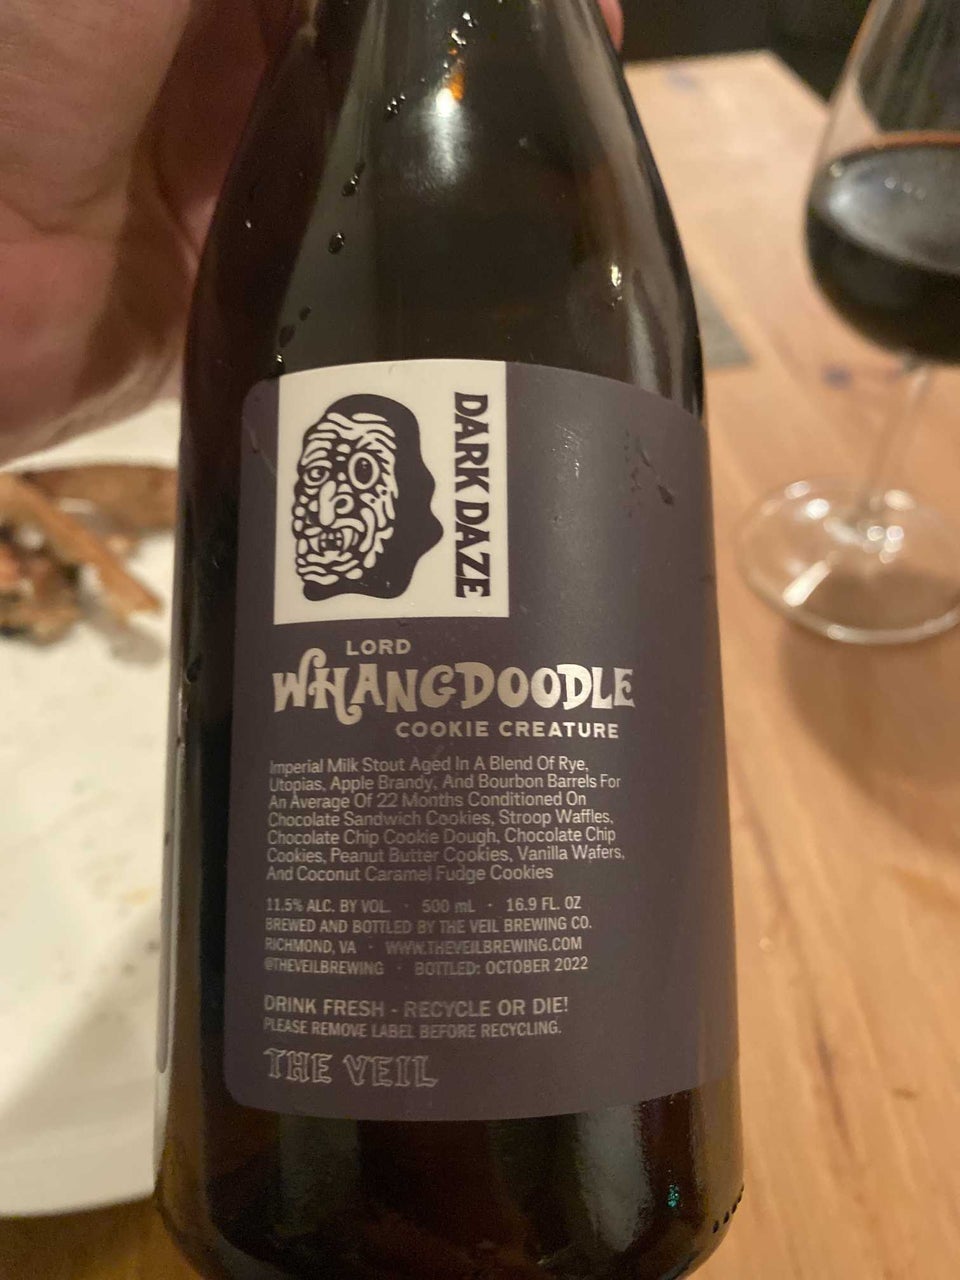 DARK DAZE
LORD
WHANGDOODLE
COOKIE CREATURE
Imperial Milk Stout Aged In A Blend Of Rye,
Utopias, Apple Brandy, And Bourbon Barrels For
An Average Of 22 Months Conditioned On
Chocolate Sandwich Cookies, Stroop Waffles,
Chocolate Chip Cookie Dough, Chocolate Chip
Cookies, Peanut Butter Cookies, Vanilla Wafers,
And Coconut Caramel Fudge Cookies
11.5% ALC. BY VOL. · 500 mL · 16.9 FL. OZ
BREWED AND BOTTLED BY THE VEIL BREWING CO.
RICHMOND, VA · WWW.THEVEILBREWING.COM
@THEVEILBREWING · BOTTLED: OCTOBER 2022
DRINK FRESH - RECYCLE OR DIE!
PLEASE REMOVE LABEL BEFORE RECYCLING.
THE VEIL